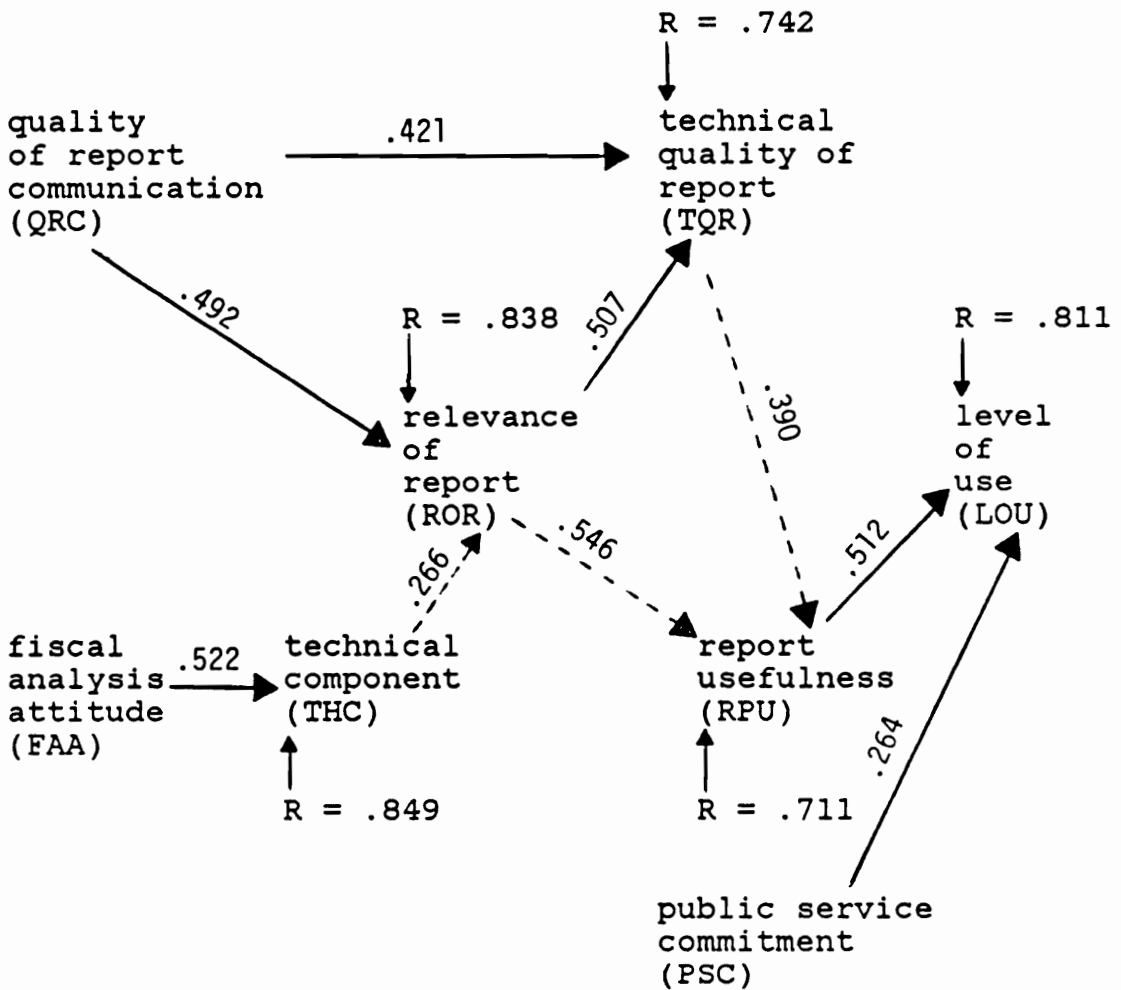 R = .742
quality
of report
communication
(QRC)
.421
technical
quality of
report
(TQR)
.492
R = .838
.507
R = .811
relevance
of
report
(ROR)
.390
level
of
use
(LOU)
.266
.546
.512
fiscal
analysis
attitude
(FAA)
.522
technical
component
(THC)
report
usefulness
(RPU)
.264
R = .849
R = .711
public service
commitment
(PSC)